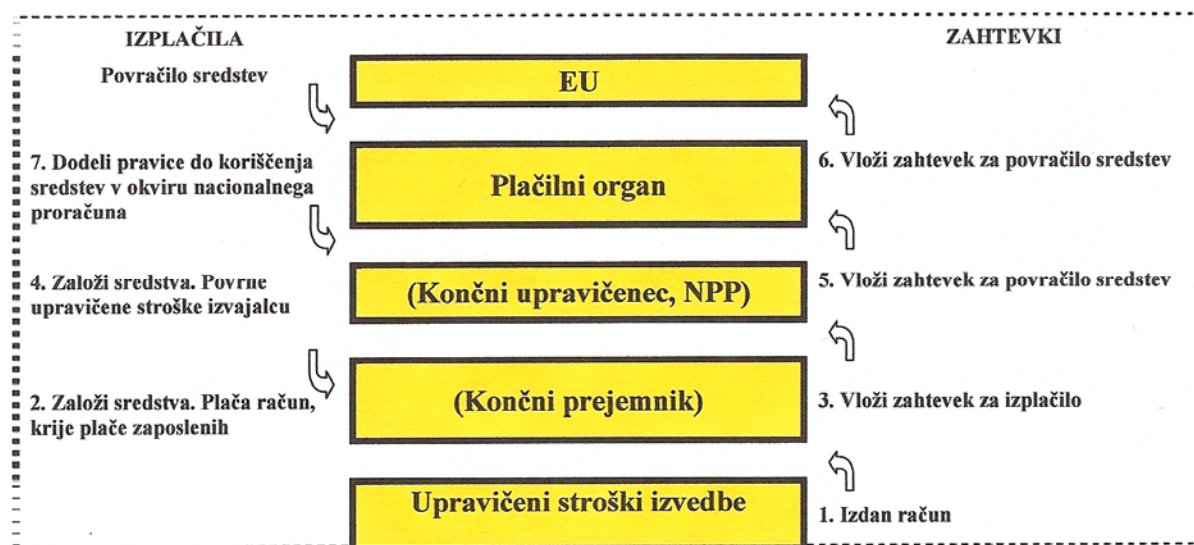 IZPLAČILA
ZAHTEVKI
Povračilo sredstev
EU
7. Dodeli pravice do koriščenja
sredstev v okviru nacionalnega
proračuna
Plačilni organ
6. Vloži zahtevek za povračilo sredstev
4. Založi sredstva. Povrne
upravičene stroške izvajalcu
(Končni upravičenec, NPP)
5. Vloži zahtevek za povračilo sredstev
2. Založi sredstva. Plača račun,
krije plače zaposlenih
(Končni prejemnik)
3. Vloži zahtevek za izplačilo
Upravičeni stroški izvedbe
1. Izdan račun